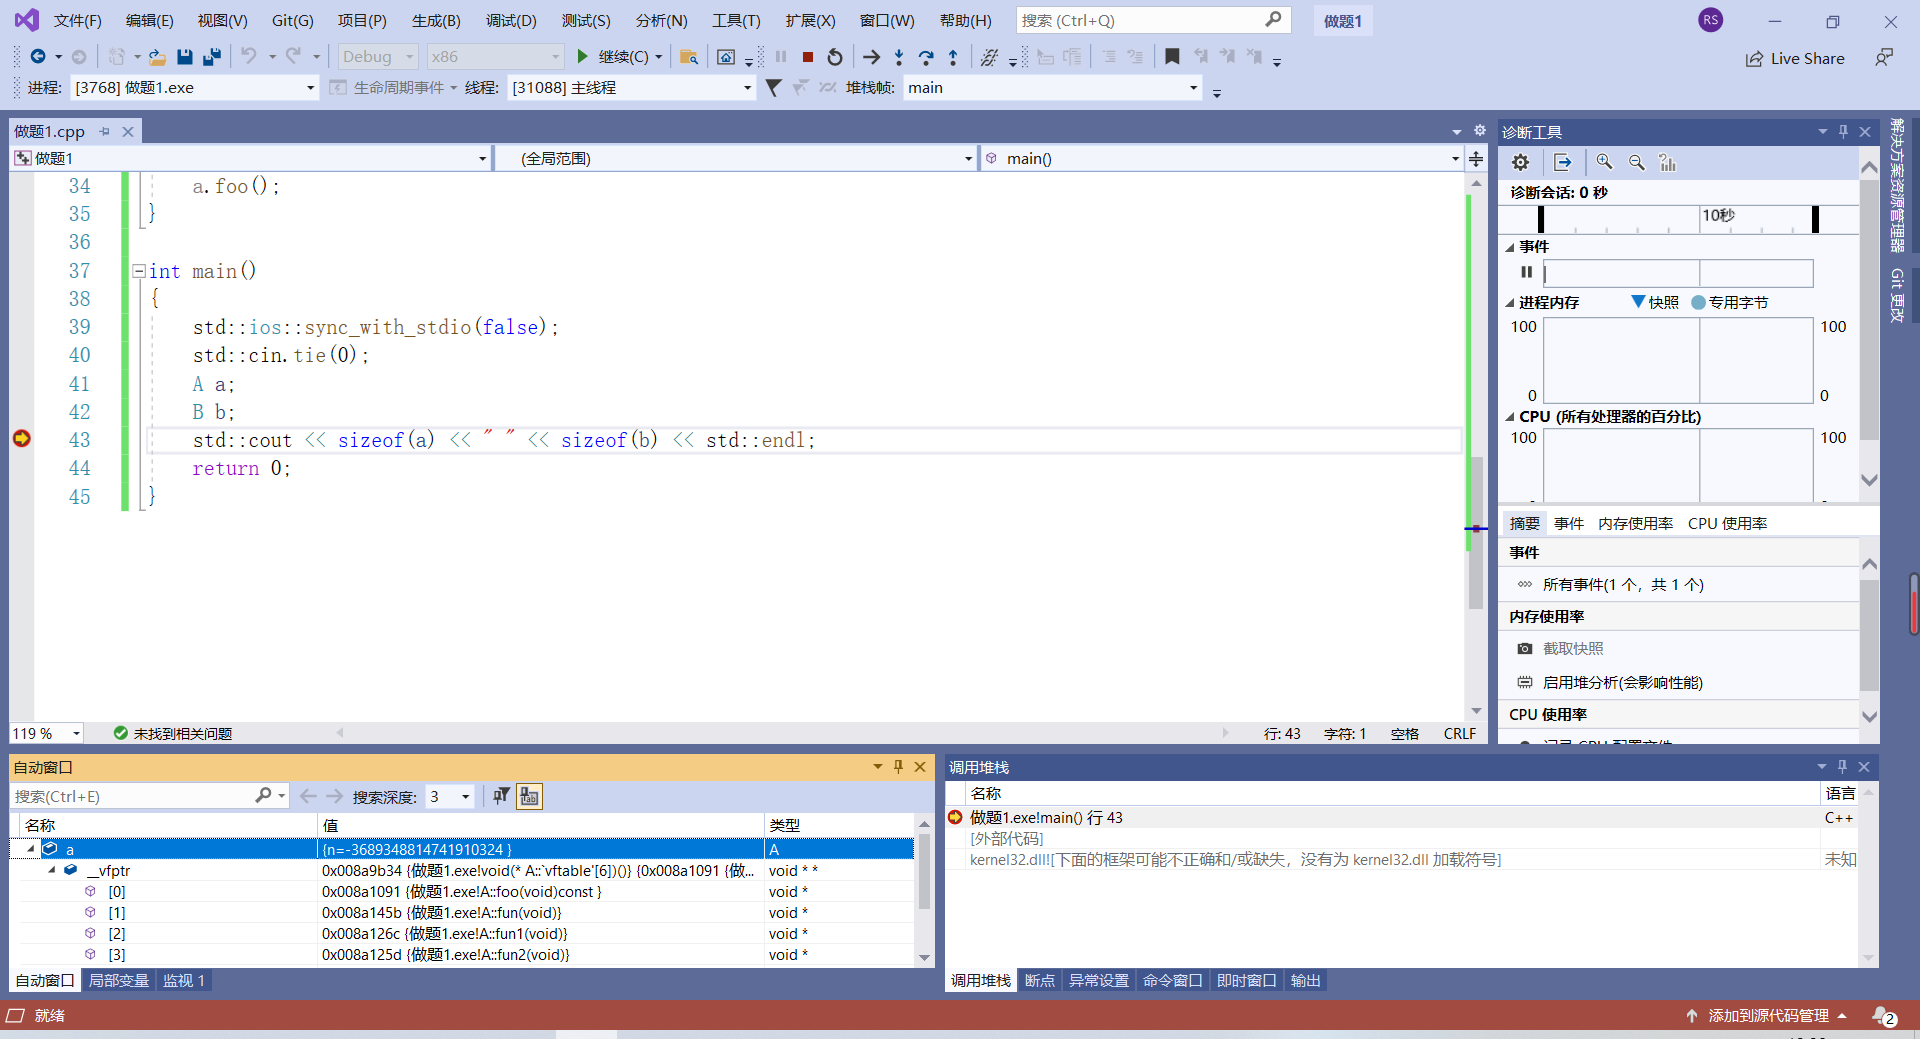 文件(F) 编辑(E) 视图(V) Git(G) 项目(P) 生成(B) 调试(D) 测试(S) 分析(N) 工具(T) 扩展(X) 窗口(W) 帮助(H) 搜索 (Ctrl+Q) 做题1 RS
Debug x86 继续(C) Live Share
进程: [3768] 做题1.exe 生命周期事件 线程: [31088] 主线程 堆栈帧: main
做题1.cpp
做题1 (全局范围) main()
34 a.foo();
35 }
36
37 int main()
38 {
39 std::ios::sync_with_stdio(false);
40 std::cin.tie(0);
41 A a;
42 B b;
43 std::cout << sizeof(a) << " " << sizeof(b) << std::endl;
44 return 0;
45 }
119 % 未找到相关问题 行: 43 字符: 1 空格 CRLF
诊断工具
诊断会话: 0 秒
10秒
事件
进程内存 快照 专用字节
100 100
0 0
CPU (所有处理器的百分比)
100 100
摘要 事件 内存使用率 CPU 使用率
事件
所有事件(1 个，共 1 个)
内存使用率
截取快照
启用堆分析(会影响性能)
CPU 使用率
解决方案资源管理器
Git 更改
自动窗口
搜索(Ctrl+E) 搜索深度: 3
名称 值 类型
a {n=-3689348814741910324 } A
__vfptr 0x008a9b34 {做题1.exe!void(* A::`vftable'[6])()} {0x008a1091 {做... void * *
[0] 0x008a1091 {做题1.exe!A::foo(void)const } void *
[1] 0x008a145b {做题1.exe!A::fun(void)} void *
[2] 0x008a126c {做题1.exe!A::fun1(void)} void *
[3] 0x008a125d {做题1.exe!A::fun2(void)} void *
自动窗口 局部变量 监视 1
调用堆栈
名称 语言
做题1.exe!main() 行 43 C++
[外部代码]
kernel32.dll![下面的框架可能不正确和/或缺失，没有为 kernel32.dll 加载符号] 未知
调用堆栈 断点 异常设置 命令窗口 即时窗口 输出
就绪 添加到源代码管理 2